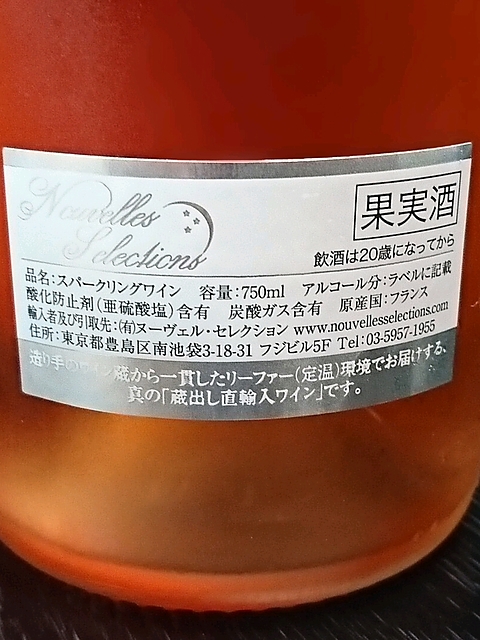 Nouvelles
Selections
果実酒
飲酒は20歳になってから
品名:スパークリングワイン 容量:750ml アルコール分:ラベルに記載
酸化防止剤(亜硫酸塩)含有 炭酸ガス含有 原産国:フランス
輸入者及び引取先:(有)ヌーヴェル・セレクション www.nouvellesselections.com
住所:東京都豊島区南池袋3-18-31 フジビル5F Tel:03-5957-1955
造り手のワイン蔵から一貫したリーファー(定温)環境でお届けする、
真の「蔵出し直輸入ワイン」です。